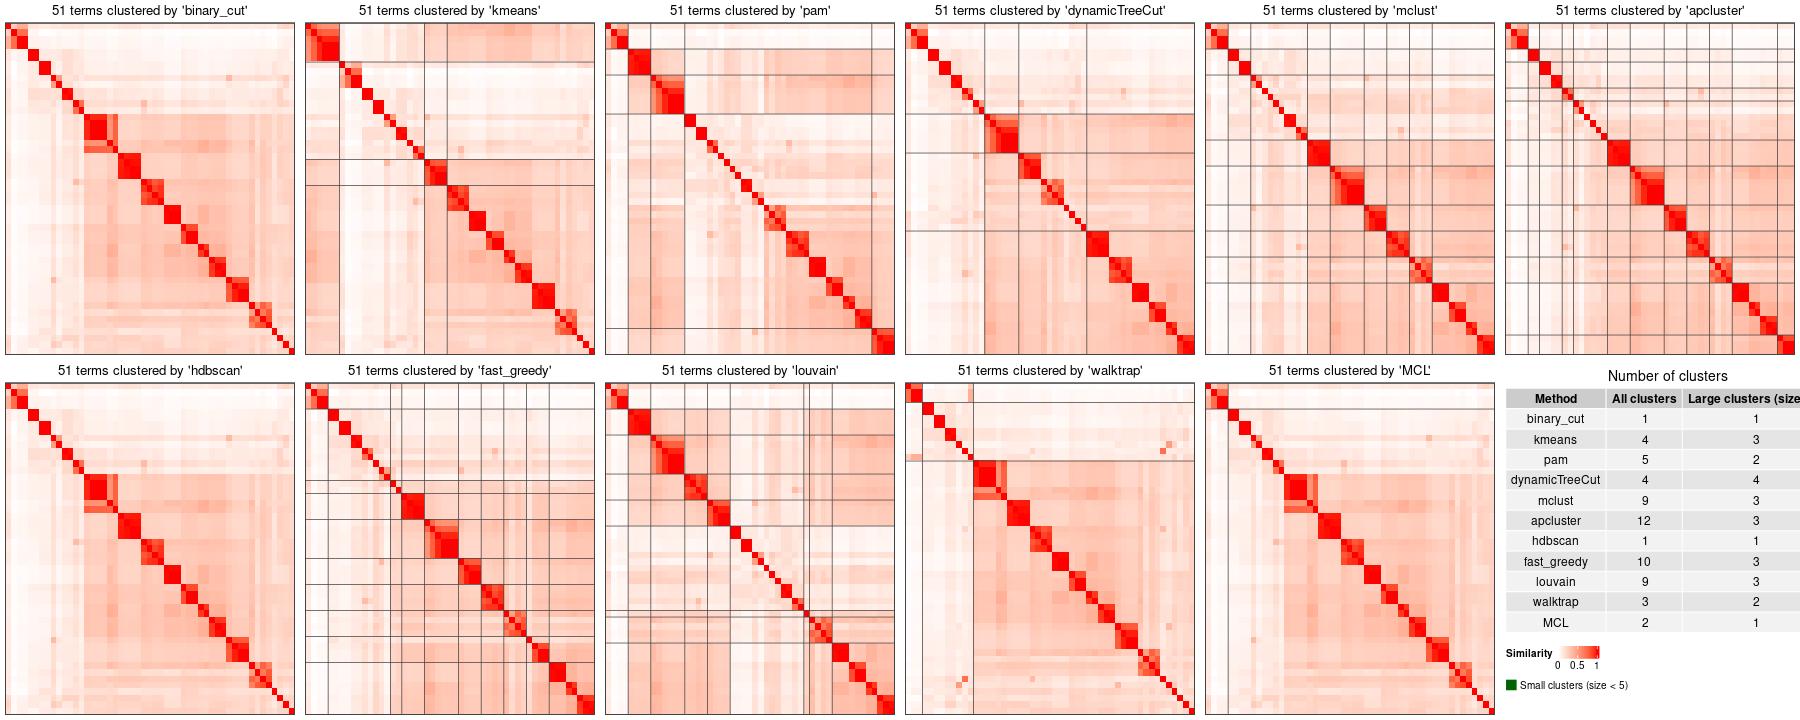 51 terms clustered by 'binary_cut'
51 terms clustered by 'kmeans'
51 terms clustered by 'pam'
51 terms clustered by 'dynamicTreeCut'
51 terms clustered by 'mclust'
51 terms clustered by 'apcluster'
51 terms clustered by 'hdbscan'
51 terms clustered by 'fast_greedy'
51 terms clustered by 'louvain'
51 terms clustered by 'walktrap'
51 terms clustered by 'MCL'
Number of clusters
Method All clusters Large clusters (size
binary_cut 1 1
kmeans 4 3
pam 5 2
dynamicTreeCut 4 4
mclust 9 3
apcluster 12 3
hdbscan 1 1
fast_greedy 10 3
louvain 9 3
walktrap 3 2
MCL 2 1
Similarity
0 0.5 1
Small clusters (size < 5)